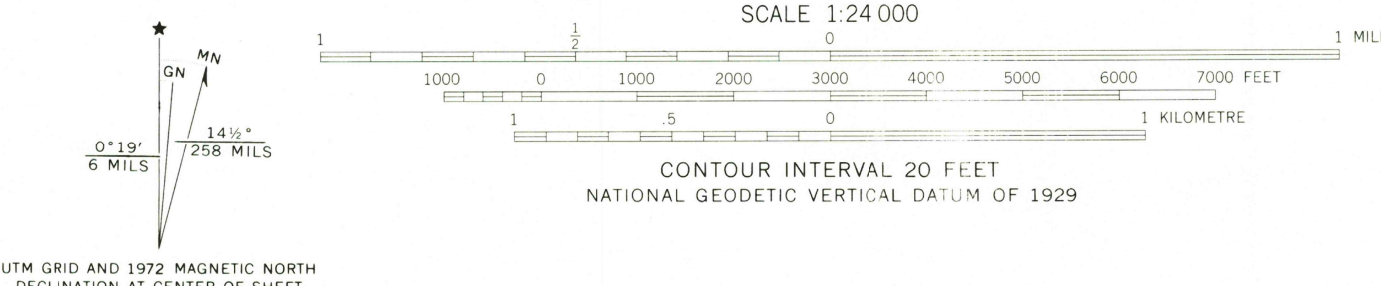 ★
MN
GN
0°19'
6 MILS
14½°
258 MILS
UTM GRID AND 1972 MAGNETIC NORTH
DECLINATION AT CENTER OF SHEET
SCALE 1:24 000
1 ½ 0 1 MILE
1000 0 1000 2000 3000 4000 5000 6000 7000 FEET
1 .5 0 1 KILOMETRE
CONTOUR INTERVAL 20 FEET
NATIONAL GEODETIC VERTICAL DATUM OF 1929